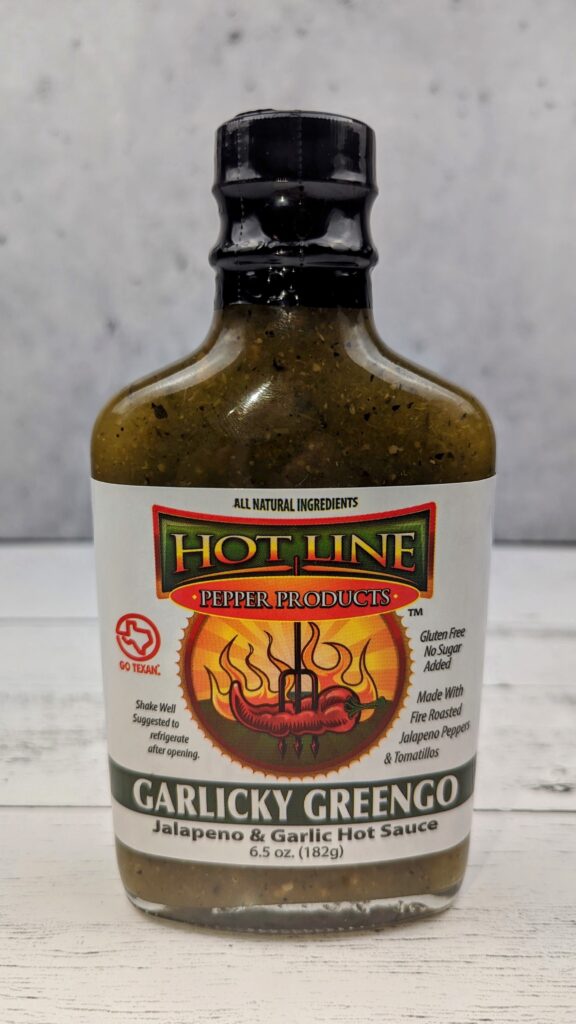 ALL NATURAL INGREDIENTS
HOT LINE
PEPPER PRODUCTS
™
GO TEXAN.
Gluten Free
No Sugar
Added
Shake Well
Suggested to
refrigerate
after opening.
Made With
Fire Roasted
Jalapeno Peppers
& Tomatillos
GARLICKY GREENGO
Jalapeno & Garlic Hot Sauce
6.5 oz. (182g)